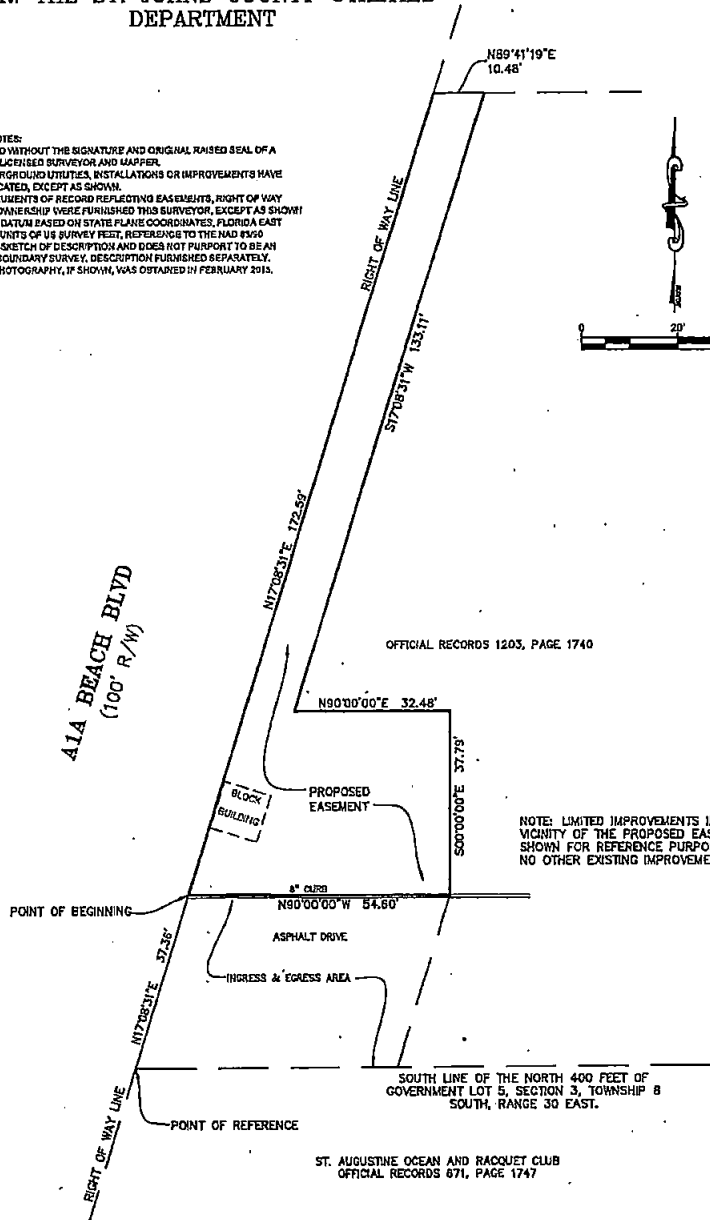 THE ST. JOHNS COUNTY
DEPARTMENT
N89°41'19"E
10.48'
WITHOUT THE SIGNATURE AND ORIGINAL RAISED SEAL OF A
LICENSED SURVEYOR AND MAPPER.
UTILITIES, INSTALLATIONS OR IMPROVEMENTS HAVE
EXCEPT AS SHOWN.
OF RECORD REFLECTING EASEMENTS, RIGHT OF WAY
WERE FURNISHED THIS SURVEYOR, EXCEPT AS SHOWN
DATUM BASED ON STATE PLANE COORDINATES, FLORIDA EAST
UNITS OF US SURVEY FEET, REFERENCE TO THE NAD
SKETCH OF DESCRIPTION AND DOES NOT PURPORT TO BE AN
BOUNDARY SURVEY. DESCRIPTION FURNISHED SEPARATELY.
IF SHOWN, WAS OBTAINED IN FEBRUARY
RIGHT OF WAY LINE
0 20'
S17°08'31"W 133.11'
N17°08'31"E 172.59'
A1A BEACH BLVD
(100' R/W)
OFFICIAL RECORDS 1203, PAGE 1740
N90°00'00"E 32.48'
S00°00'00"E 37.79'
BLOCK
BUILDING
PROPOSED
EASEMENT
NOTE: LIMITED IMPROVEMENTS
VICINITY OF THE PROPOSED
SHOWN FOR REFERENCE
NO OTHER EXISTING
8" CURB
N90°00'00"W 54.60'
POINT OF BEGINNING
ASPHALT DRIVE
N17°08'31"E 37.36'
INGRESS & EGRESS AREA
SOUTH LINE OF THE NORTH 400 FEET OF
GOVERNMENT LOT 5, SECTION 3, TOWNSHIP 8
SOUTH, RANGE 30 EAST.
POINT OF REFERENCE
RIGHT OF WAY LINE
ST. AUGUSTINE OCEAN AND RACQUET CLUB
OFFICIAL RECORDS 671, PAGE 1747